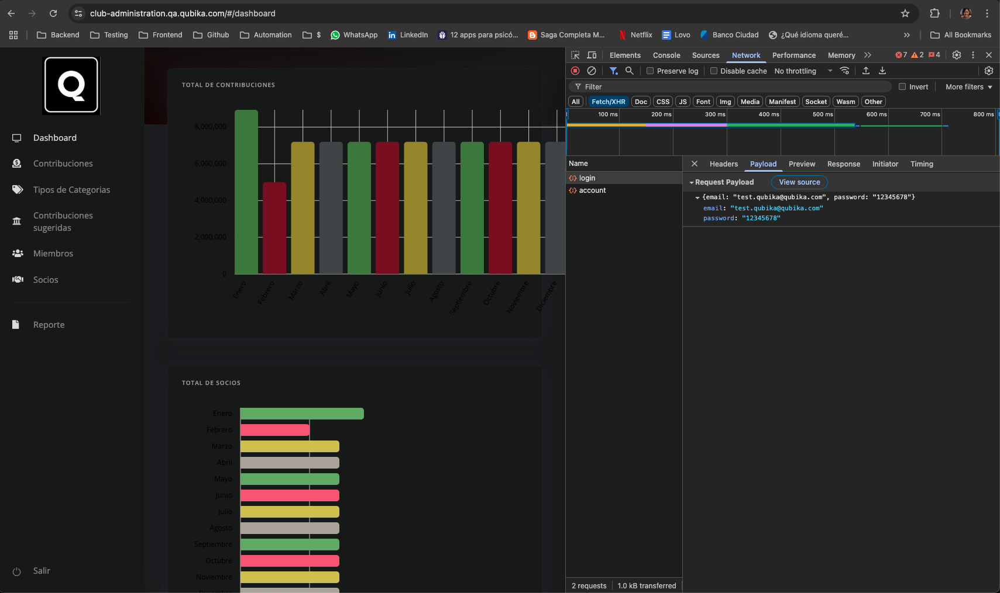 club-administration.qa.qubika.com/#/dashboard
Backend Testing Frontend Github Automation $ WhatsApp LinkedIn 12 apps para psicó... Saga Completa M... Netflix Lovo Banco Ciudad ¿Qué idioma queré... » All Bookmarks
Q
Dashboard
Contribuciones
Tipos de Categorias
Contribuciones
sugeridas
Miembros
Socios
Reporte
Salir
TOTAL DE CONTRIBUCIONES
8,000,000
6,000,000
4,000,000
2,000,000
0
Enero Febrero Marzo Abril Mayo Junio Julio Agosto Septiembre Octubre Noviembre Diciembre
TOTAL DE SOCIOS
Enero
Febrero
Marzo
Abril
Mayo
Junio
Julio
Agosto
Septiembre
Octubre
Noviembre
Diciembre
Elements Console Sources Network Performance Memory 7 2 4
Preserve log Disable cache No throttling
Filter Invert More filters
All Fetch/XHR Doc CSS JS Font Img Media Manifest Socket Wasm Other
100 ms 200 ms 300 ms 400 ms 500 ms 600 ms 700 ms 800 ms
Name
login
account
Headers Payload Preview Response Initiator Timing
Request Payload View source
{email: "test.qubika@qubika.com", password: "12345678"}
email: "test.qubika@qubika.com"
password: "12345678"
2 requests 1.0 kB transferred